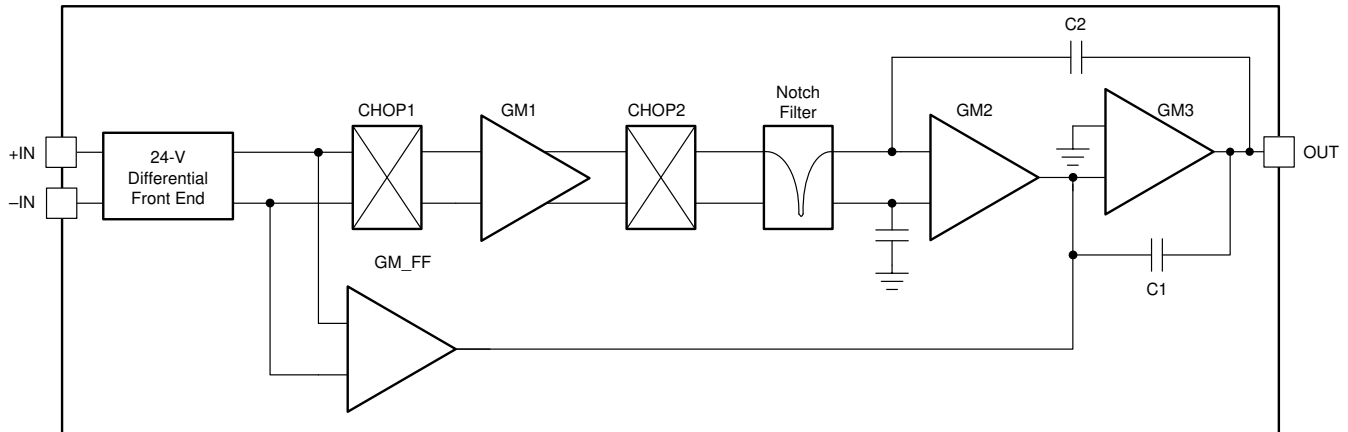 C2
CHOP1
GM1
CHOP2
Notch
Filter
GM2
GM3
+IN
–IN
24-V
Differential
Front End
OUT
GM_FF
C1